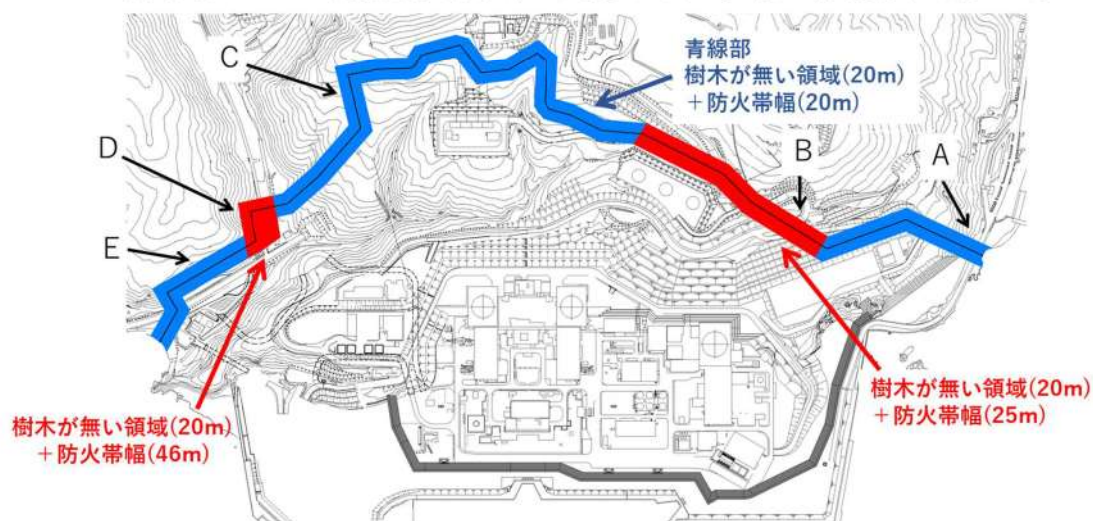 C
青線部
樹木が無い領域(20m)
＋防火帯幅(20m)
D
B
A
E
樹木が無い領域(20m)
＋防火帯幅(46m)
樹木が無い領域(20m)
＋防火帯幅(25m)